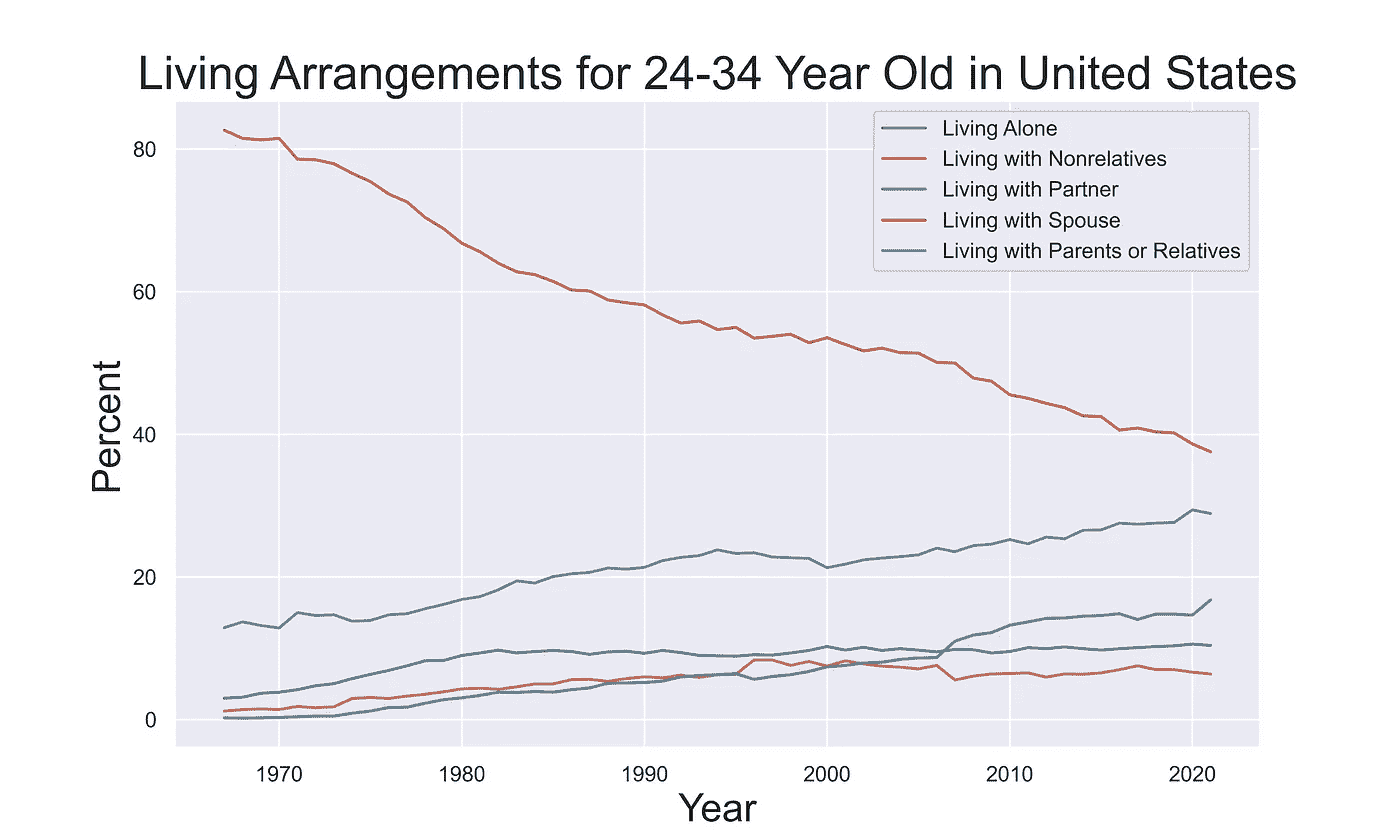 Living Arrangements for 24-34 Year Old in United States
Living Alone
Living with Nonrelatives
Living with Partner
Living with Spouse
Living with Parents or Relatives
80
60
40
20
0
Percent
1970 1980 1990 2000 2010 2020
Year